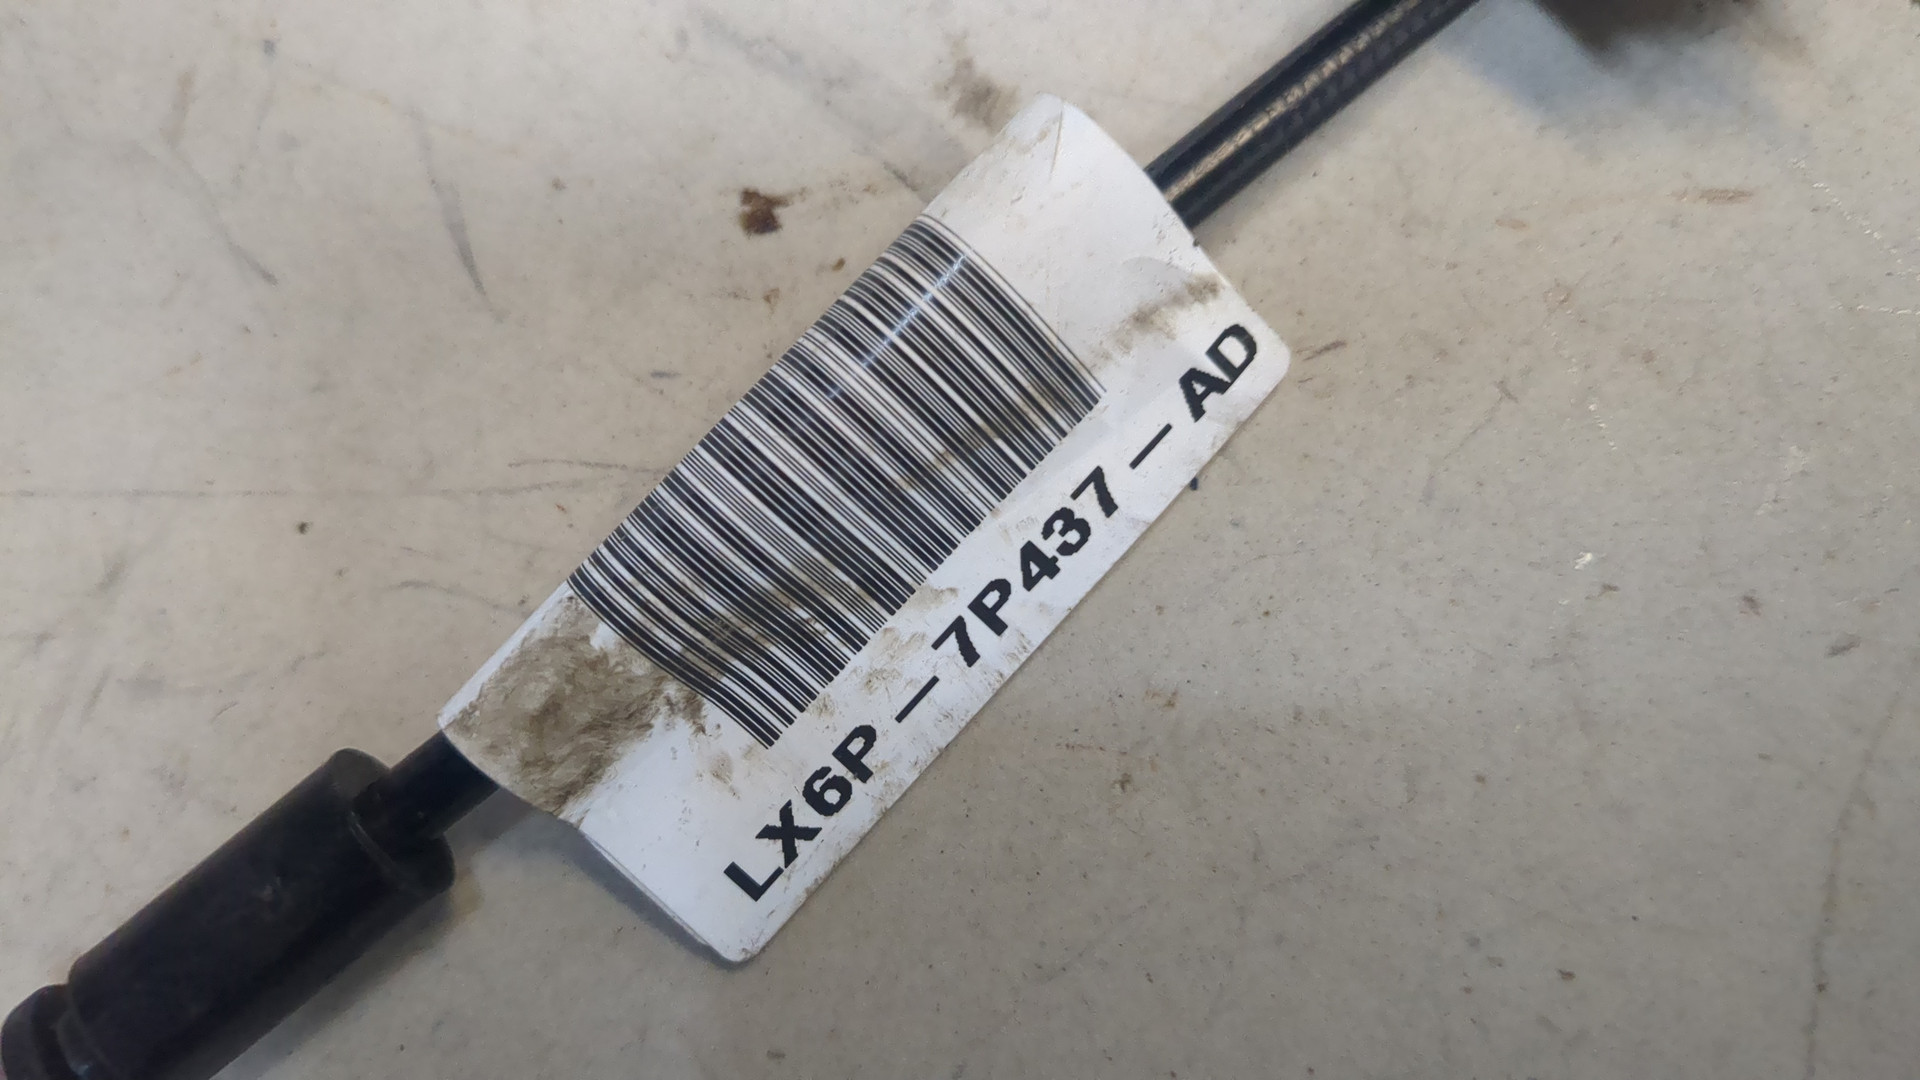 LX6P — 7P437 — AD